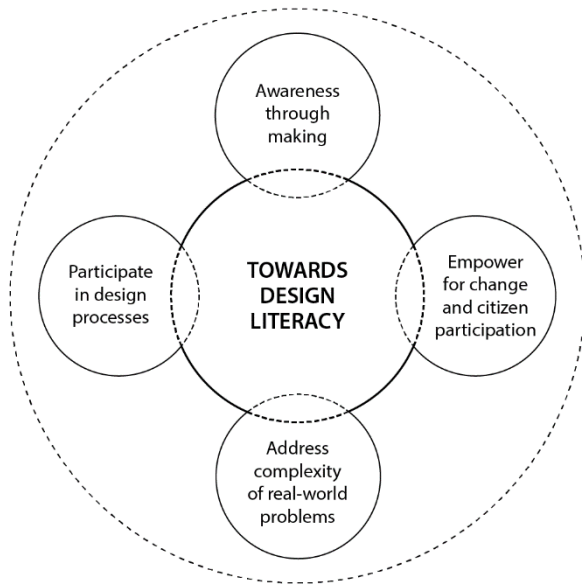 Awareness
through
making
Participate
in design
processes
TOWARDS
DESIGN
LITERACY
Empower
for change
and citizen
participation
Address
complexity
of real-world
problems